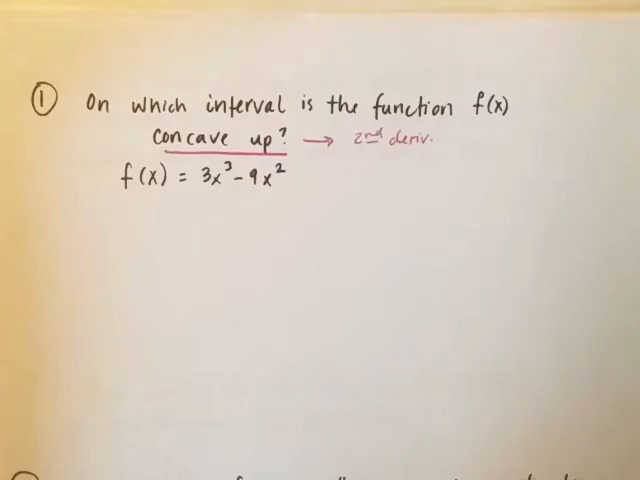 ① On which interval is the function f(x)
concave up? → 2nd deriv.
f(x) = 3x³ - 9x²